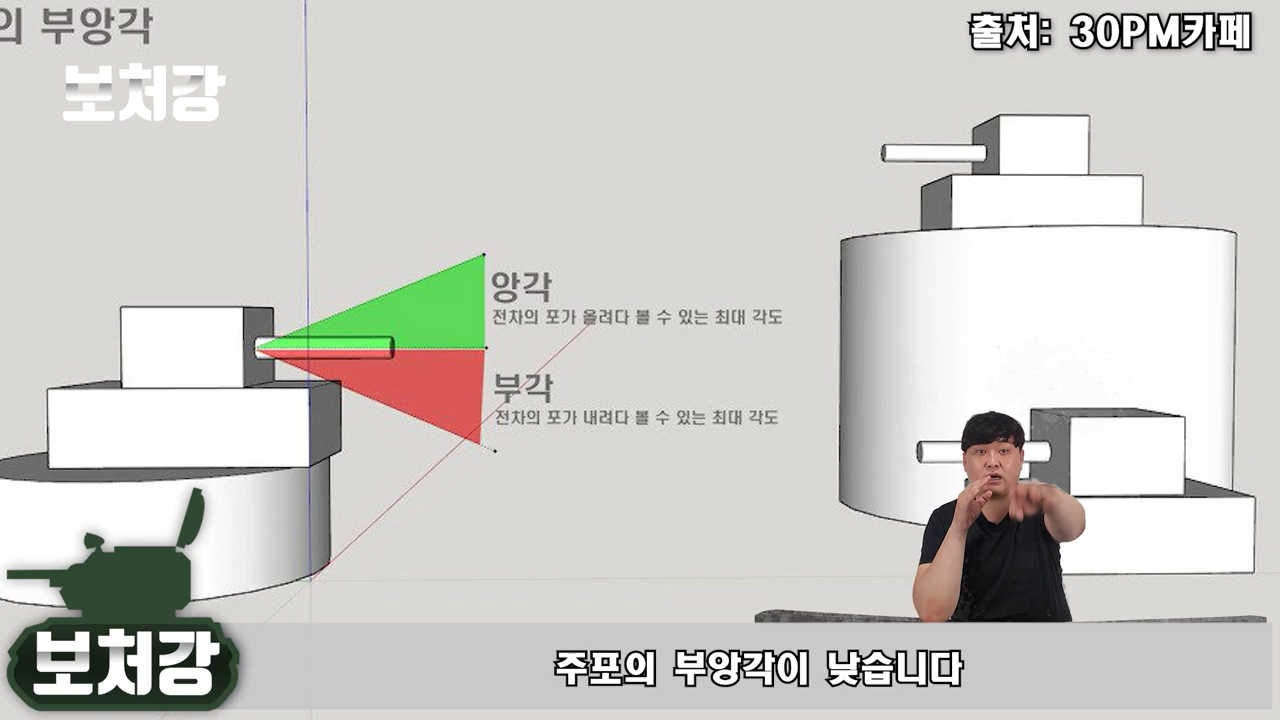 의 부앙각
출처: 30PM카페
보처강
앙각
전차의 포가 올려다 볼 수 있는 최대 각도
부각
전차의 포가 내려다 볼 수 있는 최대 각도
보처강
주포의 부앙각이 낮습니다